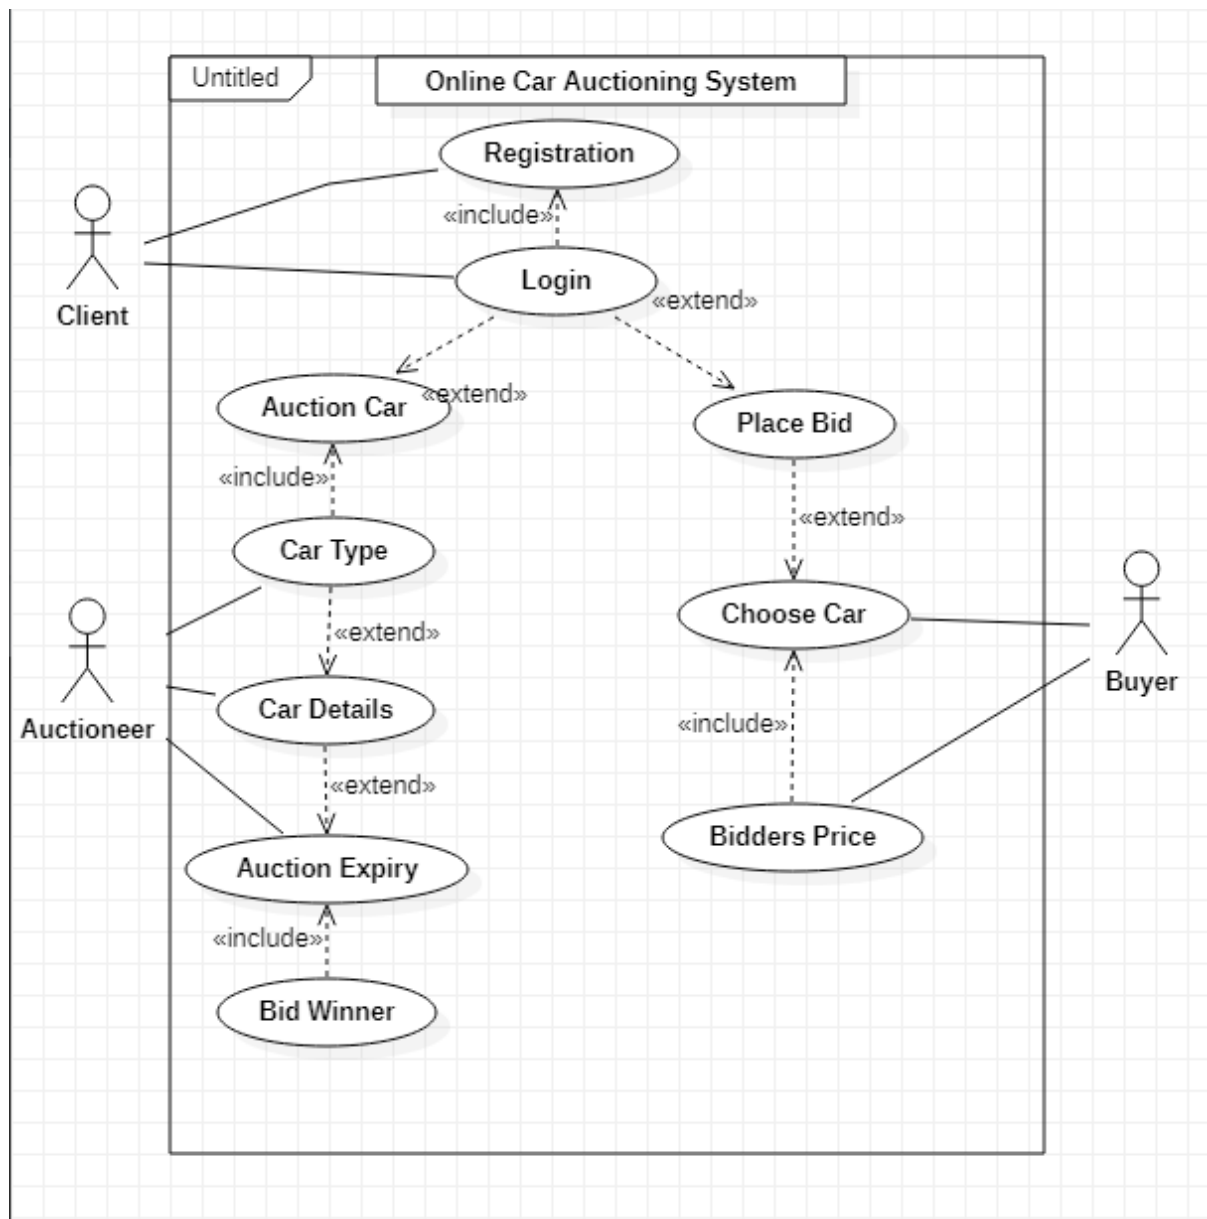 Untitled
Online Car Auctioning System
Registration
«include»
Client
Login
«extend»
«extend»
Auction Car
Place Bid
«include»
«extend»
Car Type
Choose Car
«extend»
Buyer
Car Details
Auctioneer
«include»
«extend»
Bidders Price
Auction Expiry
«include»
Bid Winner